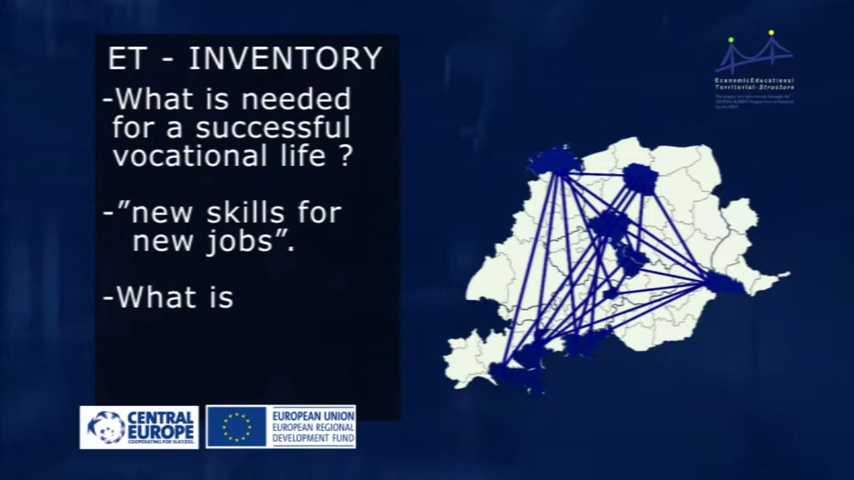 ET - INVENTORY
-What is needed
for a successful
vocational life ?
-”new skills for
new jobs”.
-What is
EconomicEducational
Territorial-Structure
CENTRAL
EUROPE
COOPERATING FOR SUCCESS.
EUROPEAN UNION
EUROPEAN REGIONAL
DEVELOPMENT FUND